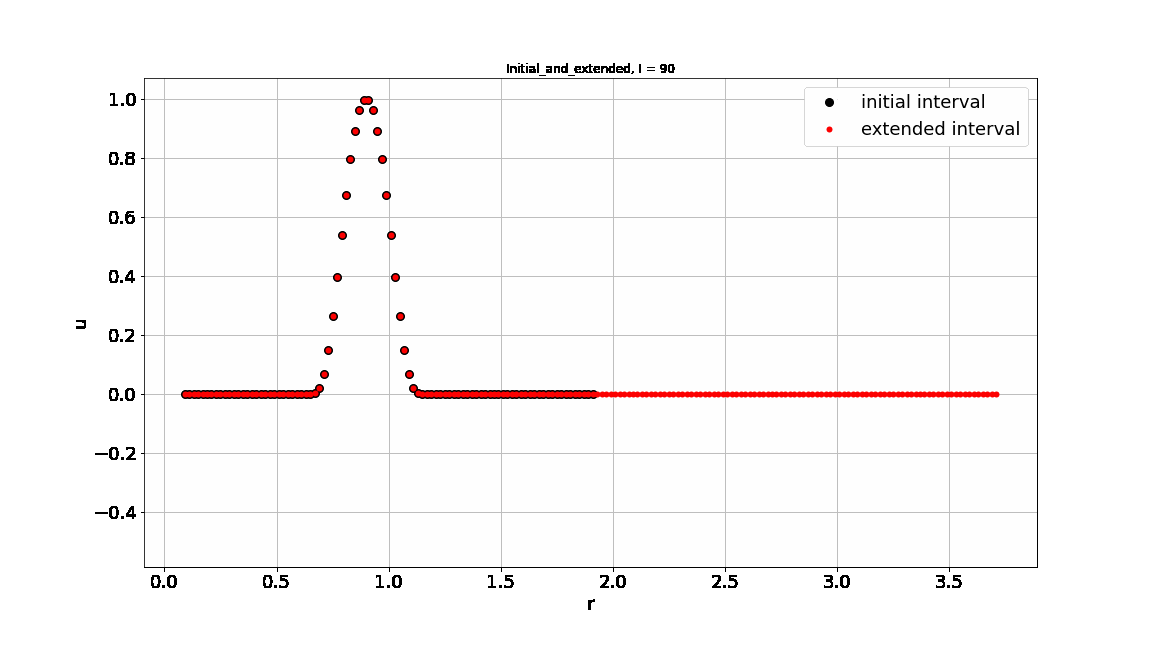 Initial_and_extended, I = 90
initial interval
extended interval
1.0
0.8
0.6
0.4
0.2
0.0
−0.2
−0.4
u
0.0 0.5 1.0 1.5 2.0 2.5 3.0 3.5
r